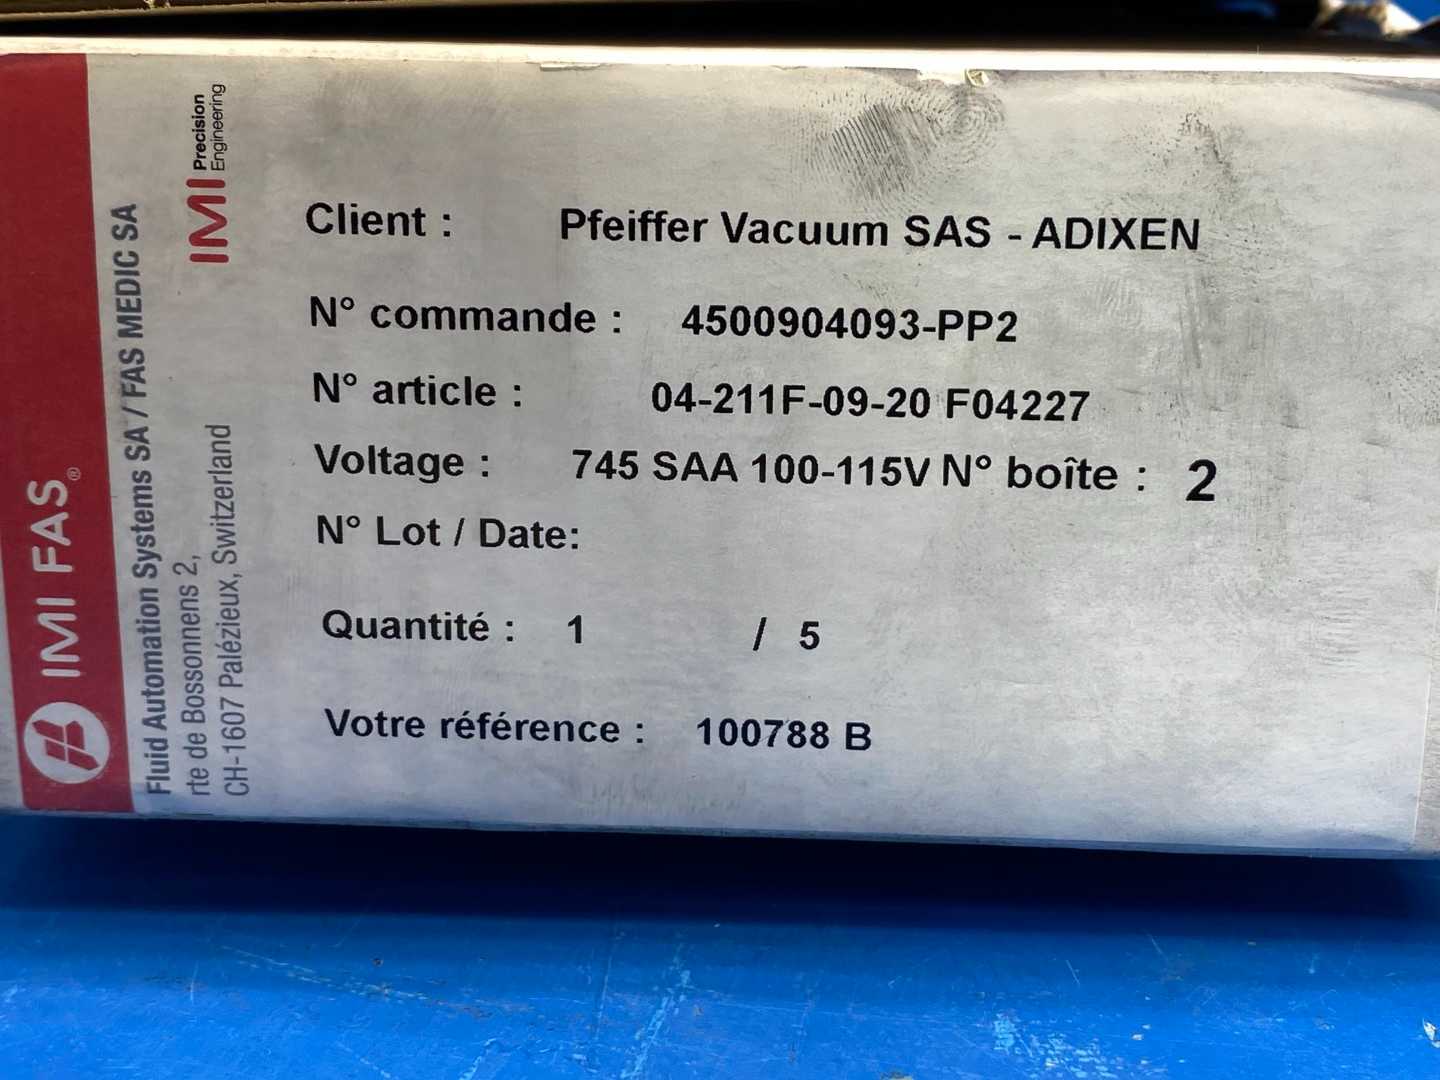 IMI FAS®
Fluid Automation Systems SA / FAS MEDIC SA
rte de Bossonnens 2,
CH-1607 Palézieux, Switzerland
IMI Precision
Engineering
Client : Pfeiffer Vacuum SAS - ADIXEN
N° commande : 4500904093-PP2
N° article : 04-211F-09-20 F04227
Voltage : 745 SAA 100-115V N° boîte : 2
N° Lot / Date:
Quantité : 1 / 5
Votre référence : 100788 B